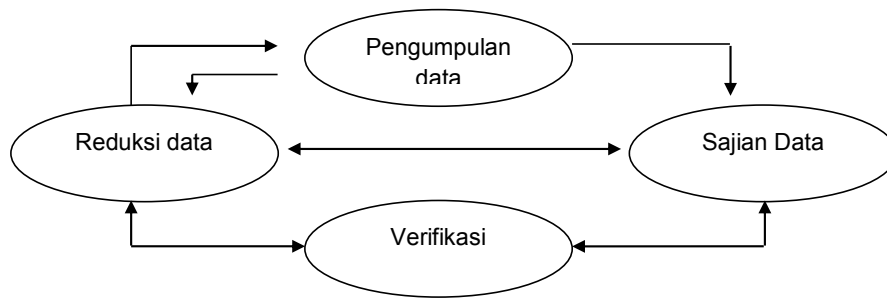 Pengumpulan
data
Reduksi data
Sajian Data
Verifikasi